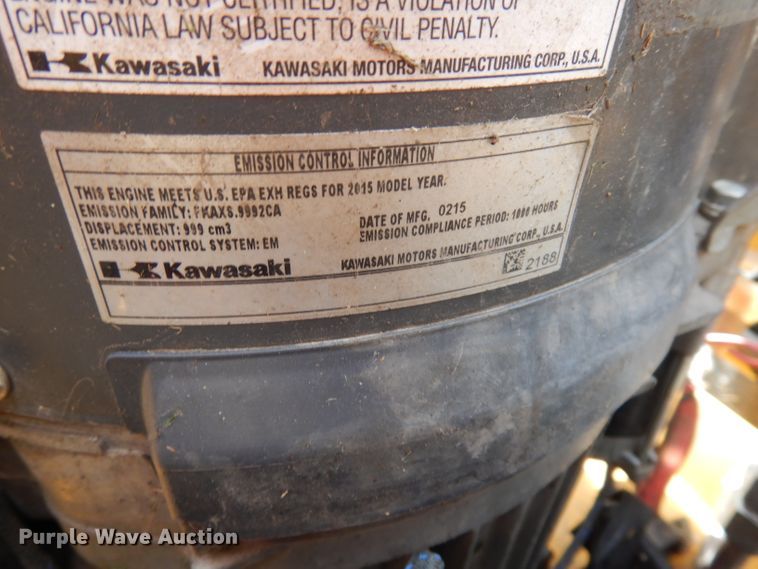 ENGINE WAS NOT CERTIFIED, IS A VIOLATION OF
CALIFORNIA LAW SUBJECT TO CIVIL PENALTY.
Kawasaki KAWASAKI MOTORS MANUFACTURING CORP., U.S.A.
EMISSION CONTROL INFORMATION
THIS ENGINE MEETS U.S. EPA EXH REGS FOR 2015 MODEL YEAR.
EMISSION FAMILY: FKAXS.9992CA DATE OF MFG. 0215
DISPLACEMENT: 999 cm3 EMISSION COMPLIANCE PERIOD: 1000 HOURS
EMISSION CONTROL SYSTEM: EM
Kawasaki KAWASAKI MOTORS MANUFACTURING CORP., U.S.A.
2188
Purple Wave Auction